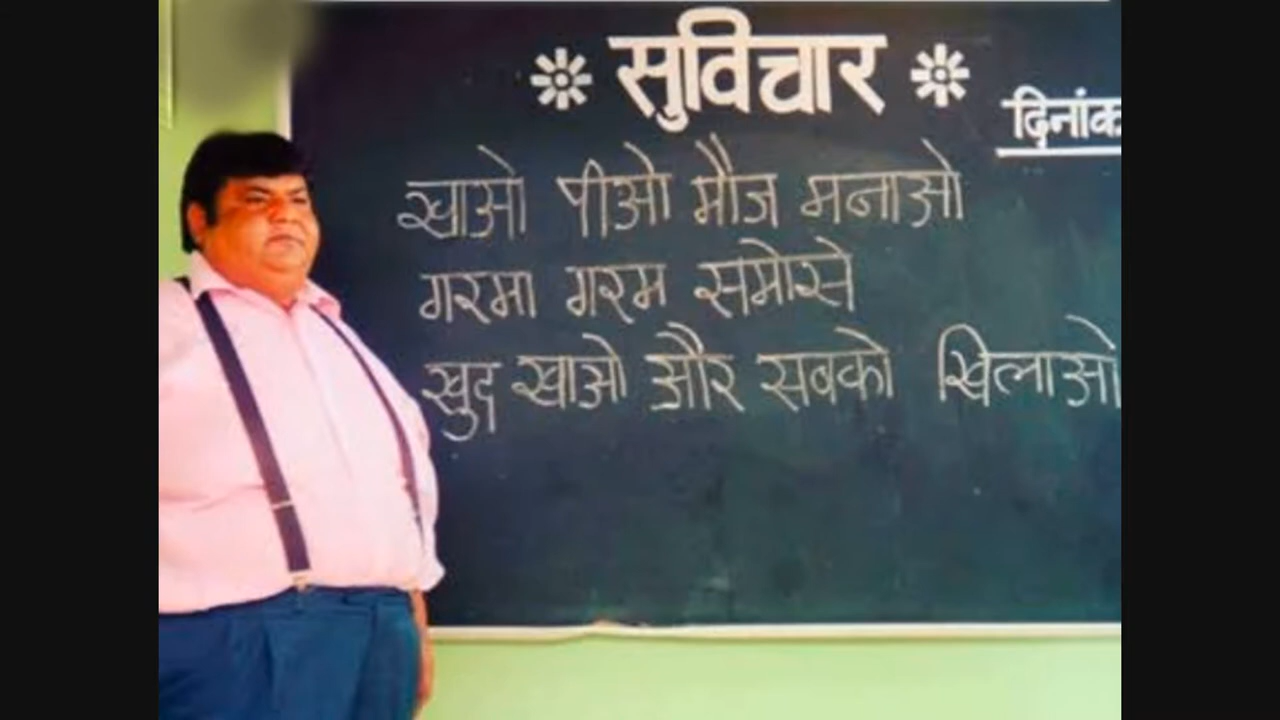 सुविचार
दिनांक
खाओ पीओ मौज मनाओ
गरमा गरम समोसे
खुद खाओ और सबको खिलाओ